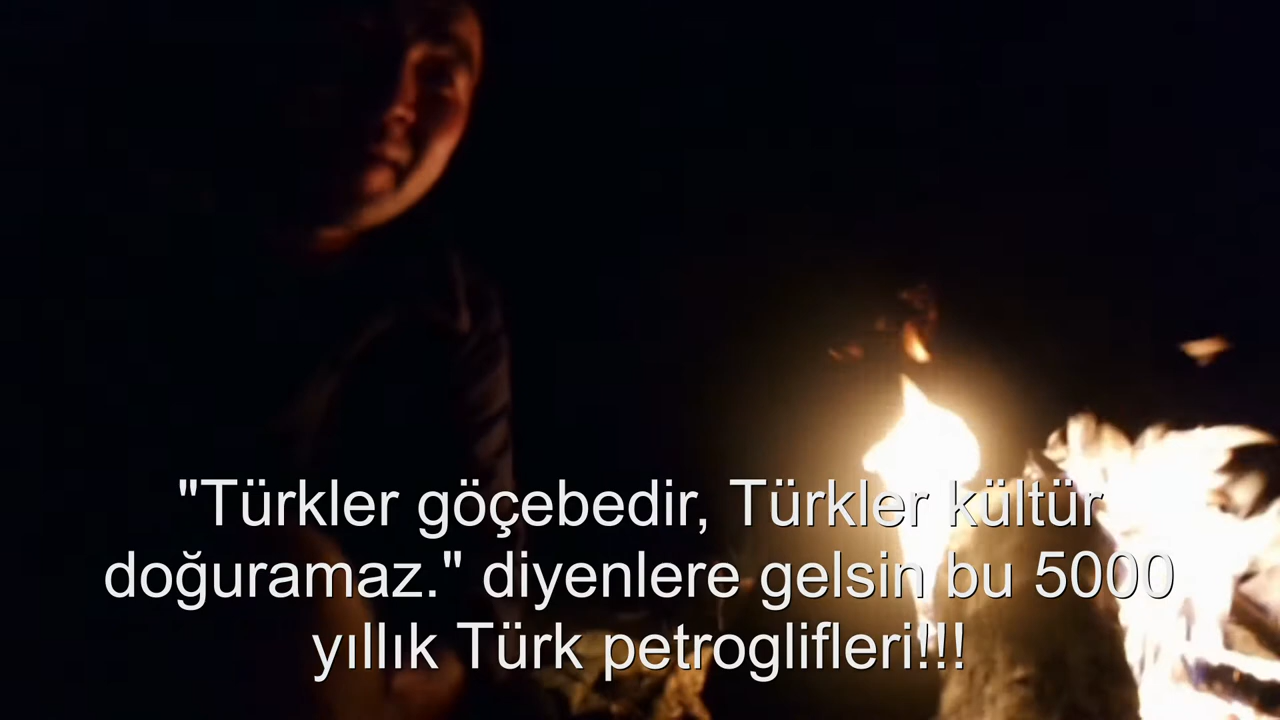 "Türkler göçebedir, Türkler kültür
doğuramaz." diyenlere gelsin bu 5000
yıllık Türk petroglifleri!!!